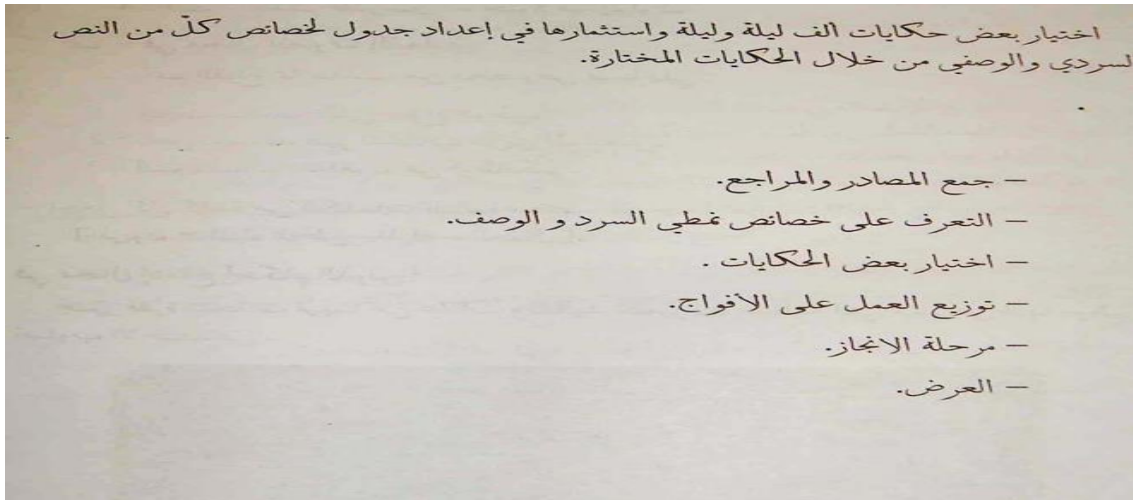 اختيار بعض حكايات ألف ليلة وليلة واستثمارها في إعداد جدول لخصائص كلّ من النص
لسردي والوصفي من خلال الحكايات المختارة.
– جمع المصادر والمراجع.
– التعرف على خصائص نمطي السرد و الوصف.
– اختيار بعض الحكايات .
– توزيع العمل على الأفواج.
– مرحلة الانجاز.
– العرض.